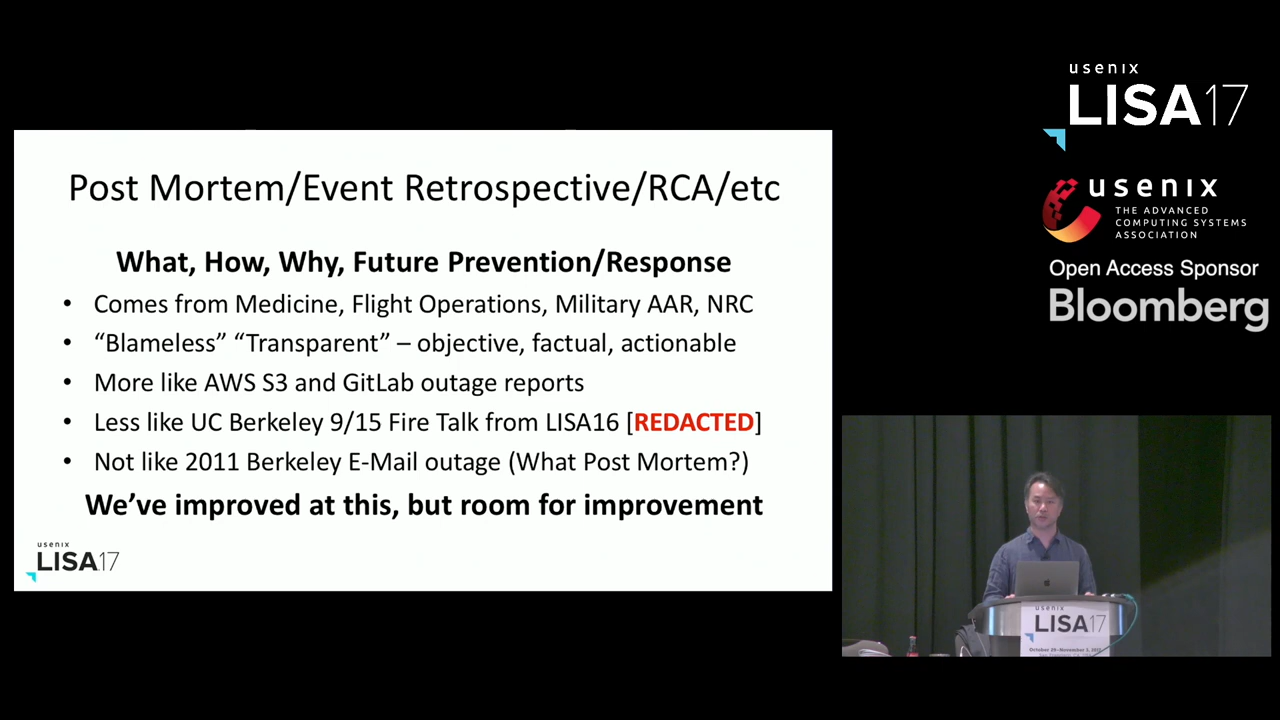 Post Mortem/Event Retrospective/RCA/etc
What, How, Why, Future Prevention/Response
• Comes from Medicine, Flight Operations, Military AAR, NRC
• “Blameless” “Transparent” – objective, factual, actionable
• More like AWS S3 and GitLab outage reports
• Less like UC Berkeley 9/15 Fire Talk from LISA16 [REDACTED]
• Not like 2011 Berkeley E-Mail outage (What Post Mortem?)
We’ve improved at this, but room for improvement
usenix
LISA17
usenix
LISA17
usenix
THE ADVANCED
COMPUTING SYSTEMS
ASSOCIATION
Open Access Sponsor
Bloomberg
usenix
LISA17